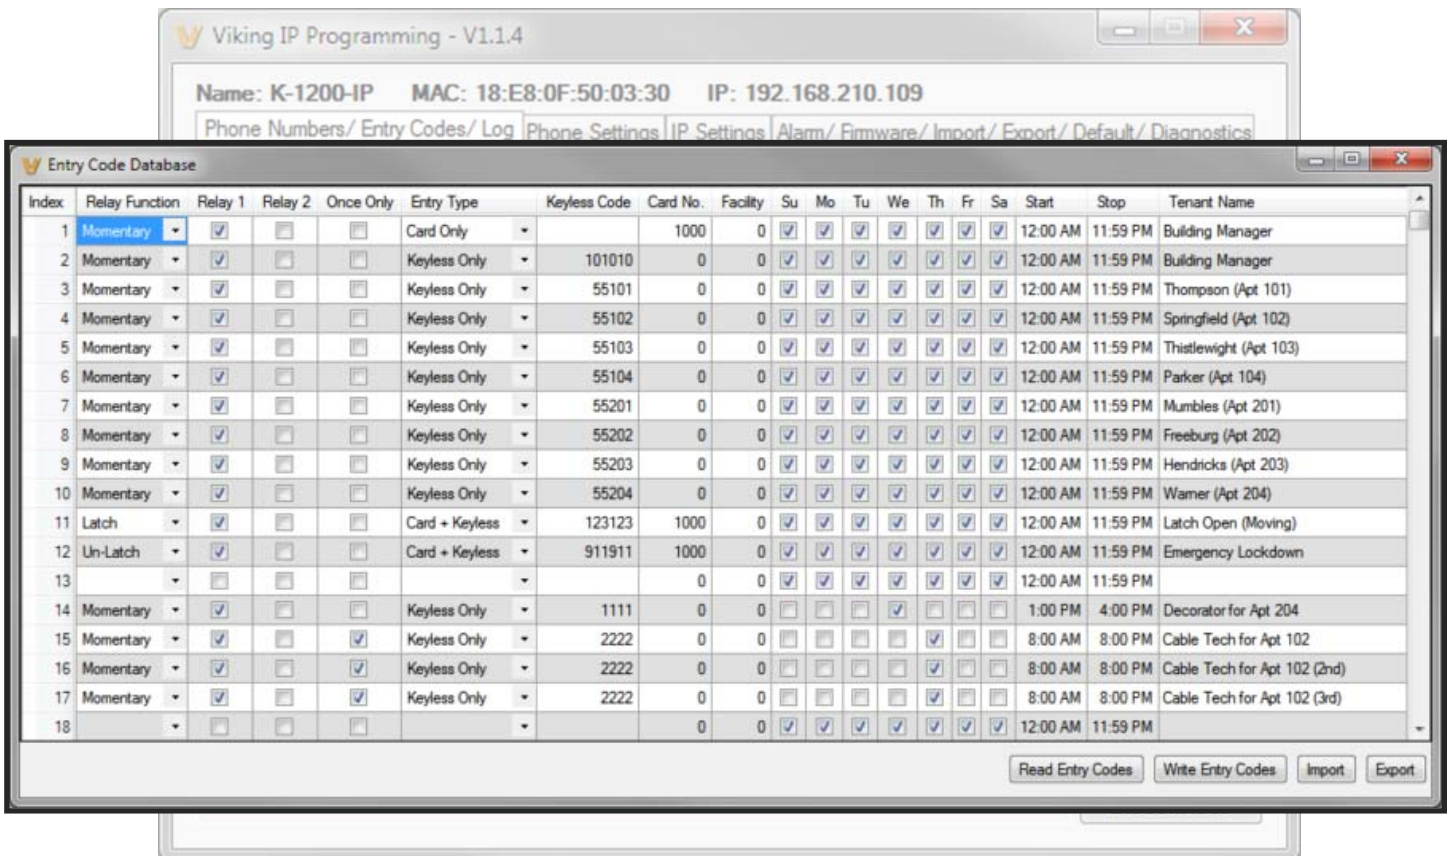 Viking IP Programming - V1.1.4
Name: K-1200-IP MAC: 18:E8:0F:50:03:30 IP: 192.168.210.109
Phone Numbers/ Entry Codes/ Log Phone Settings IP Settings Alarm/ Firmware/ Import/ Export/ Default/ Diagnostics
Entry Code Database
Index Relay Function Relay 1 Relay 2 Once Only Entry Type Keyless Code Card No. Facility Su Mo Tu We Th Fr Sa Start Stop Tenant Name
1 Momentary Card Only 1000 0 12:00 AM 11:59 PM Building Manager
2 Momentary Keyless Only 101010 0 0 12:00 AM 11:59 PM Building Manager
3 Momentary Keyless Only 55101 0 0 12:00 AM 11:59 PM Thompson (Apt 101)
4 Momentary Keyless Only 55102 0 0 12:00 AM 11:59 PM Springfield (Apt 102)
5 Momentary Keyless Only 55103 0 0 12:00 AM 11:59 PM Thistlewight (Apt 103)
6 Momentary Keyless Only 55104 0 0 12:00 AM 11:59 PM Parker (Apt 104)
7 Momentary Keyless Only 55201 0 0 12:00 AM 11:59 PM Mumbles (Apt 201)
8 Momentary Keyless Only 55202 0 0 12:00 AM 11:59 PM Freeburg (Apt 202)
9 Momentary Keyless Only 55203 0 0 12:00 AM 11:59 PM Hendricks (Apt 203)
10 Momentary Keyless Only 55204 0 0 12:00 AM 11:59 PM Warner (Apt 204)
11 Latch Card + Keyless 123123 1000 0 12:00 AM 11:59 PM Latch Open (Moving)
12 Un-Latch Card + Keyless 911911 1000 0 12:00 AM 11:59 PM Emergency Lockdown
13 0 0 12:00 AM 11:59 PM
14 Momentary Keyless Only 1111 0 0 1:00 PM 4:00 PM Decorator for Apt 204
15 Momentary Keyless Only 2222 0 0 8:00 AM 8:00 PM Cable Tech for Apt 102
16 Momentary Keyless Only 2222 0 0 8:00 AM 8:00 PM Cable Tech for Apt 102 (2nd)
17 Momentary Keyless Only 2222 0 0 8:00 AM 8:00 PM Cable Tech for Apt 102 (3rd)
18 0 0 12:00 AM 11:59 PM
Read Entry Codes Write Entry Codes Import Export